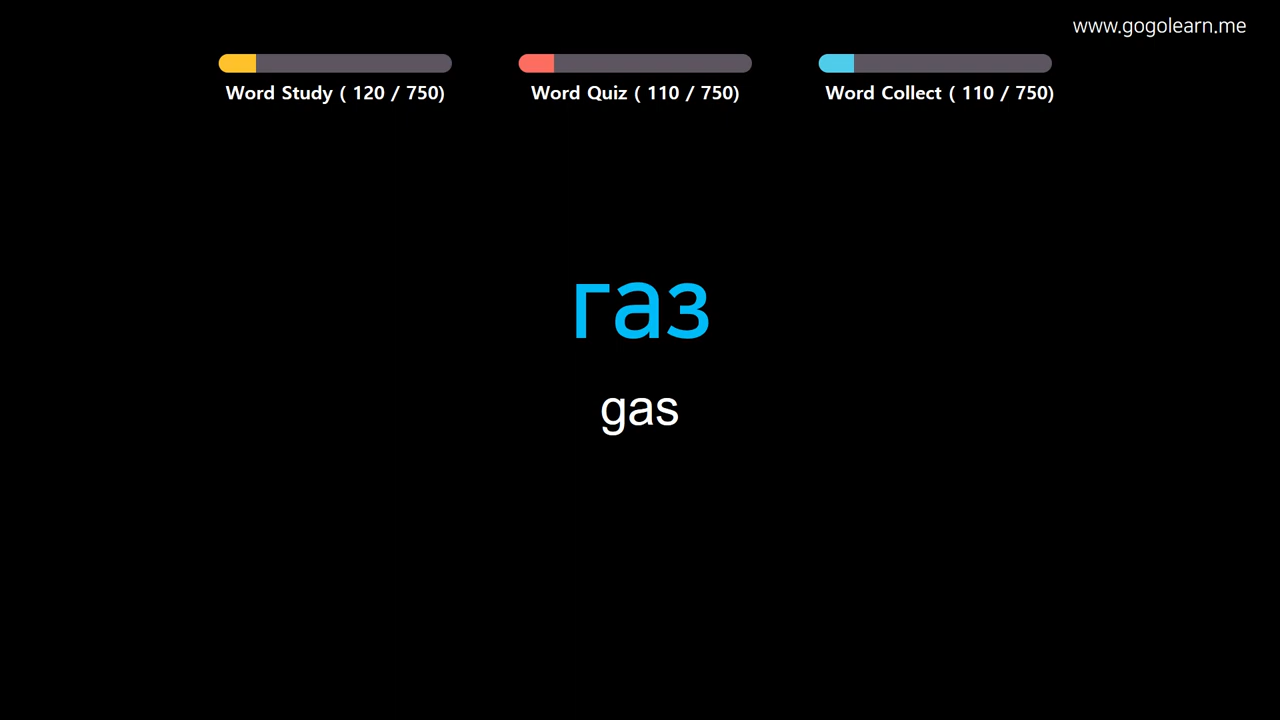 www.gogolearn.me
Word Study ( 120 / 750)
Word Quiz ( 110 / 750)
Word Collect ( 110 / 750)
газ
gas